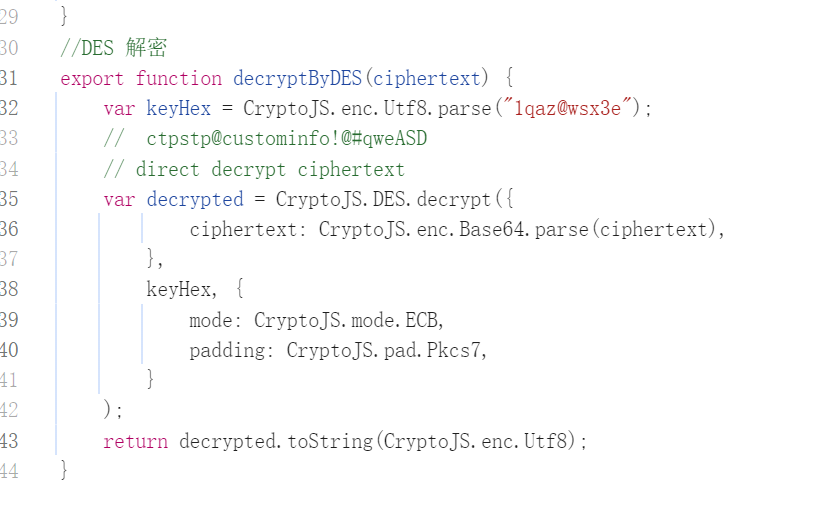 29 }
30 //DES 解密
31 export function decryptByDES(ciphertext) {
32 var keyHex = CryptoJS.enc.Utf8.parse("1qaz@wsx3e");
33 // ctpstp@custominfo!@#qweASD
34 // direct decrypt ciphertext
35 var decrypted = CryptoJS.DES.decrypt({
36 ciphertext: CryptoJS.enc.Base64.parse(ciphertext),
37 },
38 keyHex, {
39 mode: CryptoJS.mode.ECB,
40 padding: CryptoJS.pad.Pkcs7,
41 }
42 );
43 return decrypted.toString(CryptoJS.enc.Utf8);
44 }